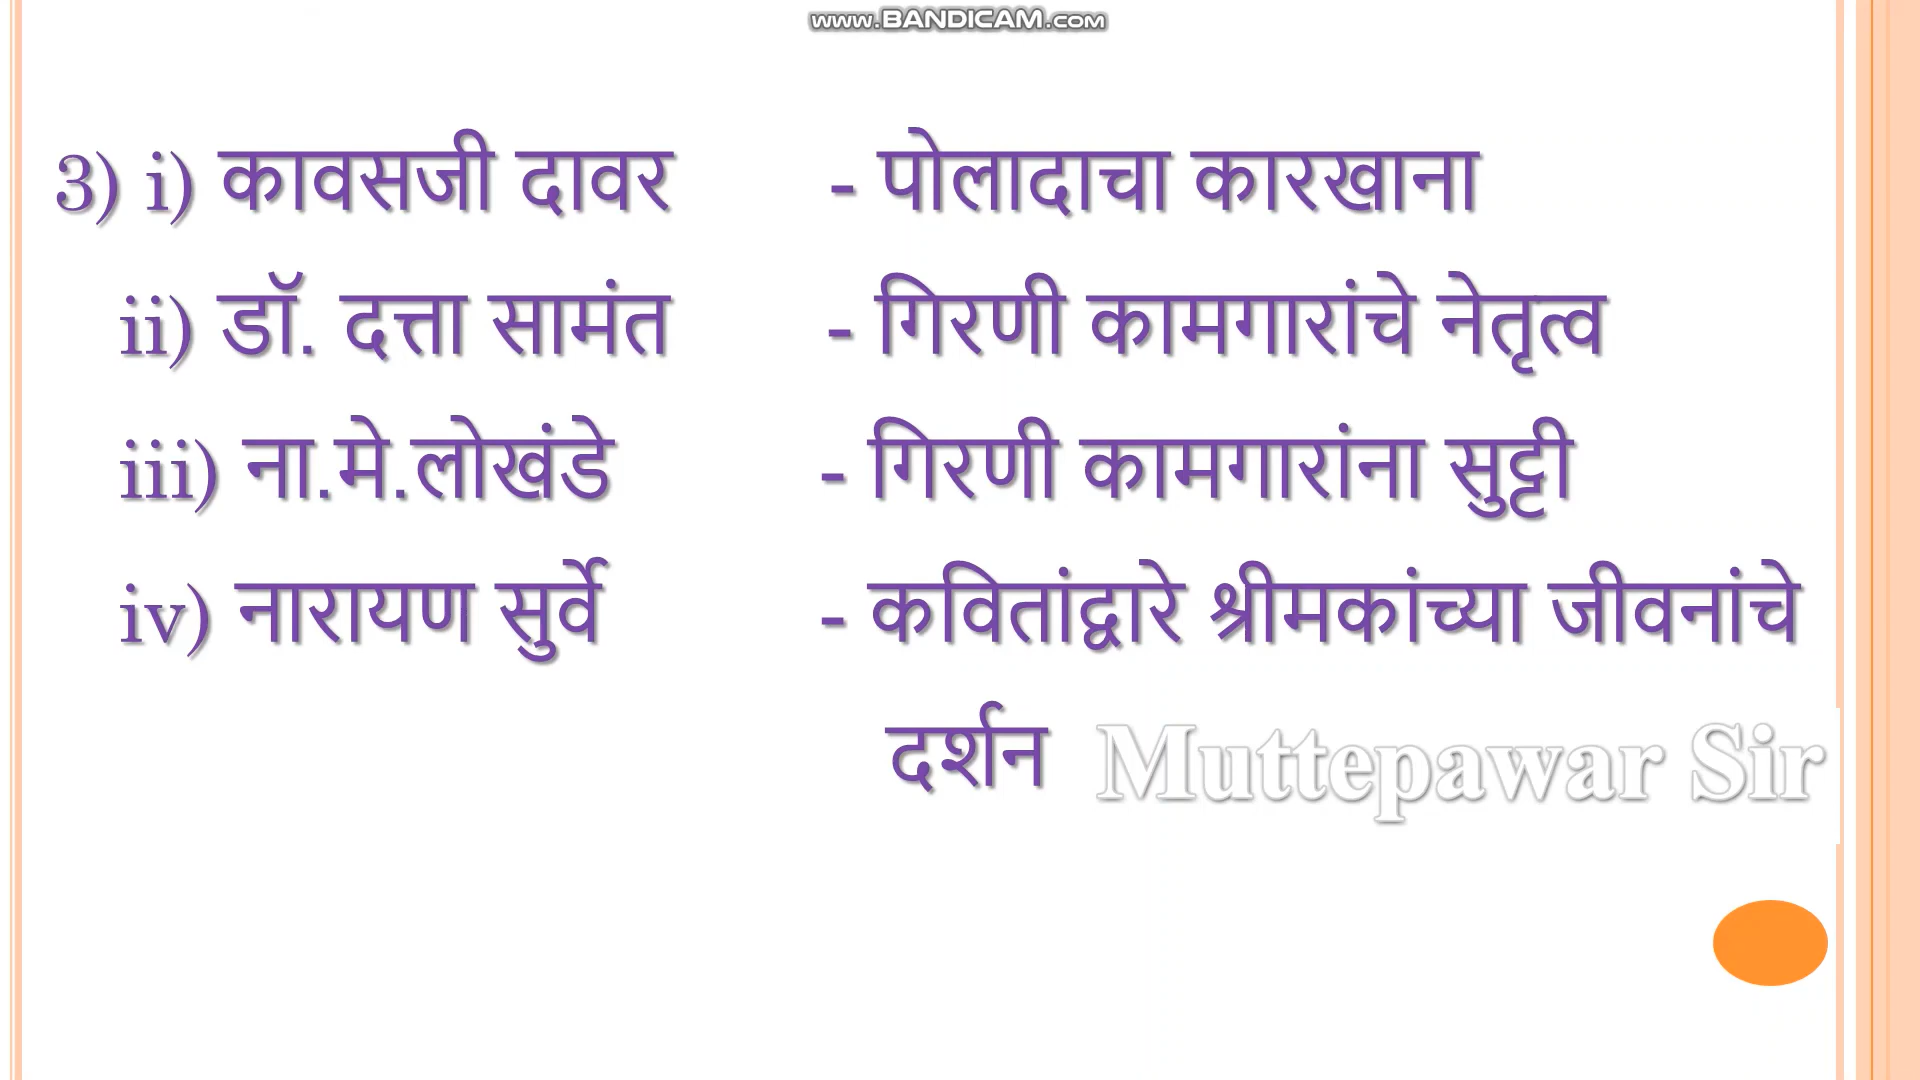 www.BANDICAM.com
3) i) कावसजी दावर - पोलादाचा कारखाना
ii) डॉ. दत्ता सामंत - गिरणी कामगारांचे नेतृत्व
iii) ना.मे.लोखंडे - गिरणी कामगारांना सुट्टी
iv) नारायण सुर्वे - कवितांद्वारे श्रीमकांच्या जीवनांचे
दर्शन Muttepawar Sir